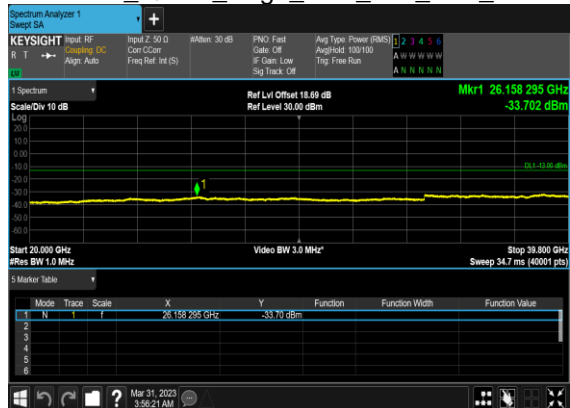 Spectrum Analyzer 1
Swept SA
+
KEYSIGHT Input: RF Input Z: 50 Ω #Atten: 30 dB PNO: Fast Avg Type: Power (RMS) 1 2 3 4 5 6
R T Coupling: DC Corr CCorr Gate: Off Avg|Hold: 100/100 A W W W W W
Align: Auto Freq Ref: Int (S) IF Gain: Low Trig: Free Run
Sig Track: Off A N N N N N
1 Spectrum Ref Lvl Offset 18.69 dB Mkr1 26.158 295 GHz
Scale/Div 10 dB Ref Level 30.00 dBm -33.702 dBm
Log
20.0
10.0
0.00
-10.0 DL1 -13.00 dBm
-20.0
1
-30.0
-40.0
-50.0
-60.0
Start 20.000 GHz Video BW 3.0 MHz* Stop 39.800 GHz
#Res BW 1.0 MHz Sweep 34.7 ms (40001 pts)
5 Marker Table
Mode Trace Scale X Y Function Function Width Function Value
1 N 1 f 26.158 295 GHz -33.70 dBm
2
3
4
5
6
? Mar 31, 2023
3:56:21 AM